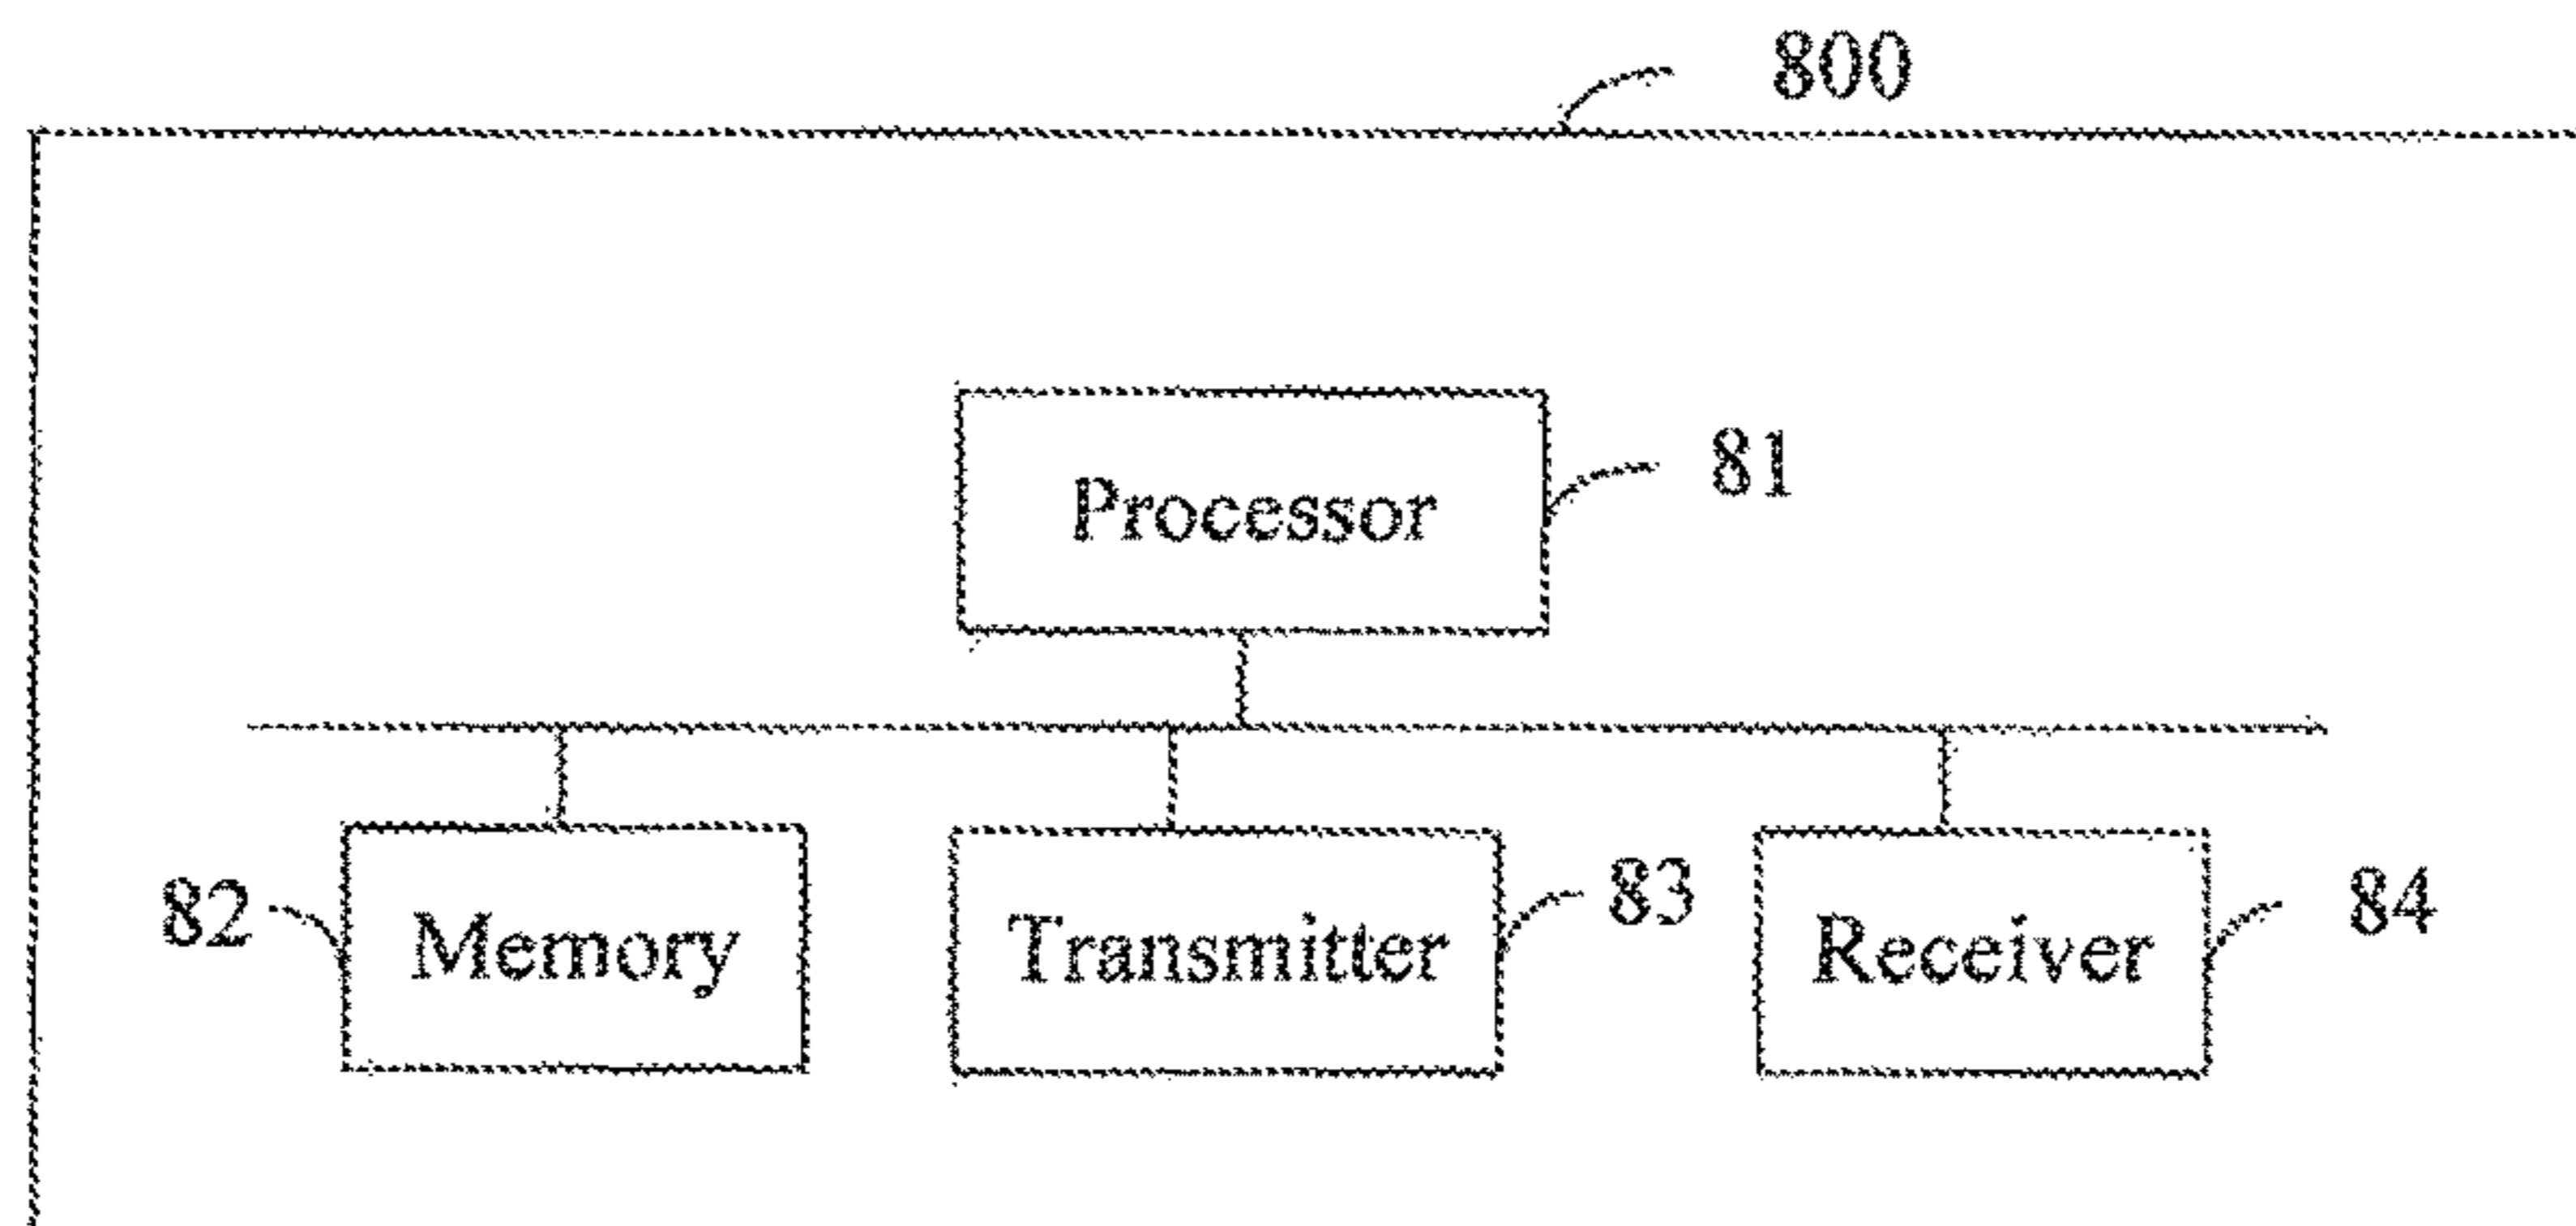 800
Processor
81
82
Memory
Transmitter
83
Receiver
84